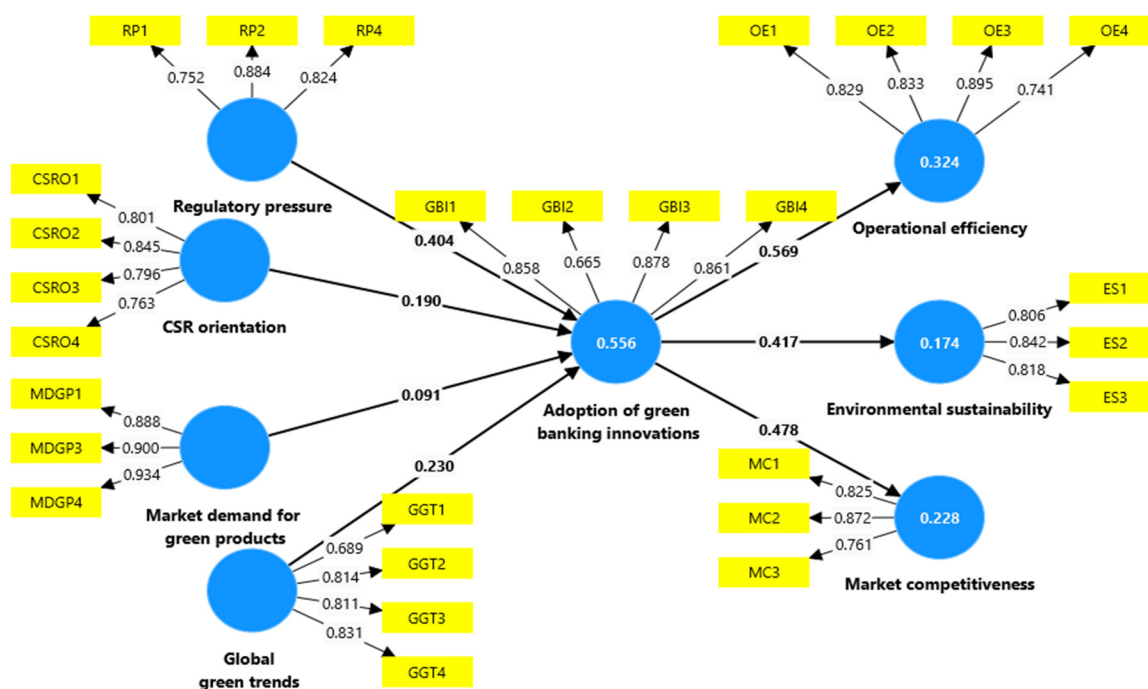 RP1
RP2
RP4
0.752
0.884
0.824
Regulatory pressure
0.404
CSRO1
CSRO2
CSRO3
CSRO4
0.801
0.845
0.796
0.763
CSR orientation
0.190
MDGP1
MDGP3
MDGP4
0.888
0.900
0.934
Market demand for
green products
0.091
GGT1
GGT2
GGT3
GGT4
0.689
0.814
0.811
0.831
Global
green trends
0.230
GBI1
GBI2
GBI3
GBI4
0.858
0.665
0.878
0.861
0.556
Adoption of green
banking innovations
OE1
OE2
OE3
OE4
0.829
0.833
0.895
0.741
0.324
Operational efficiency
0.569
ES1
ES2
ES3
0.806
0.842
0.818
0.174
Environmental sustainability
0.417
MC1
MC2
MC3
0.825
0.872
0.761
0.228
Market competitiveness
0.478